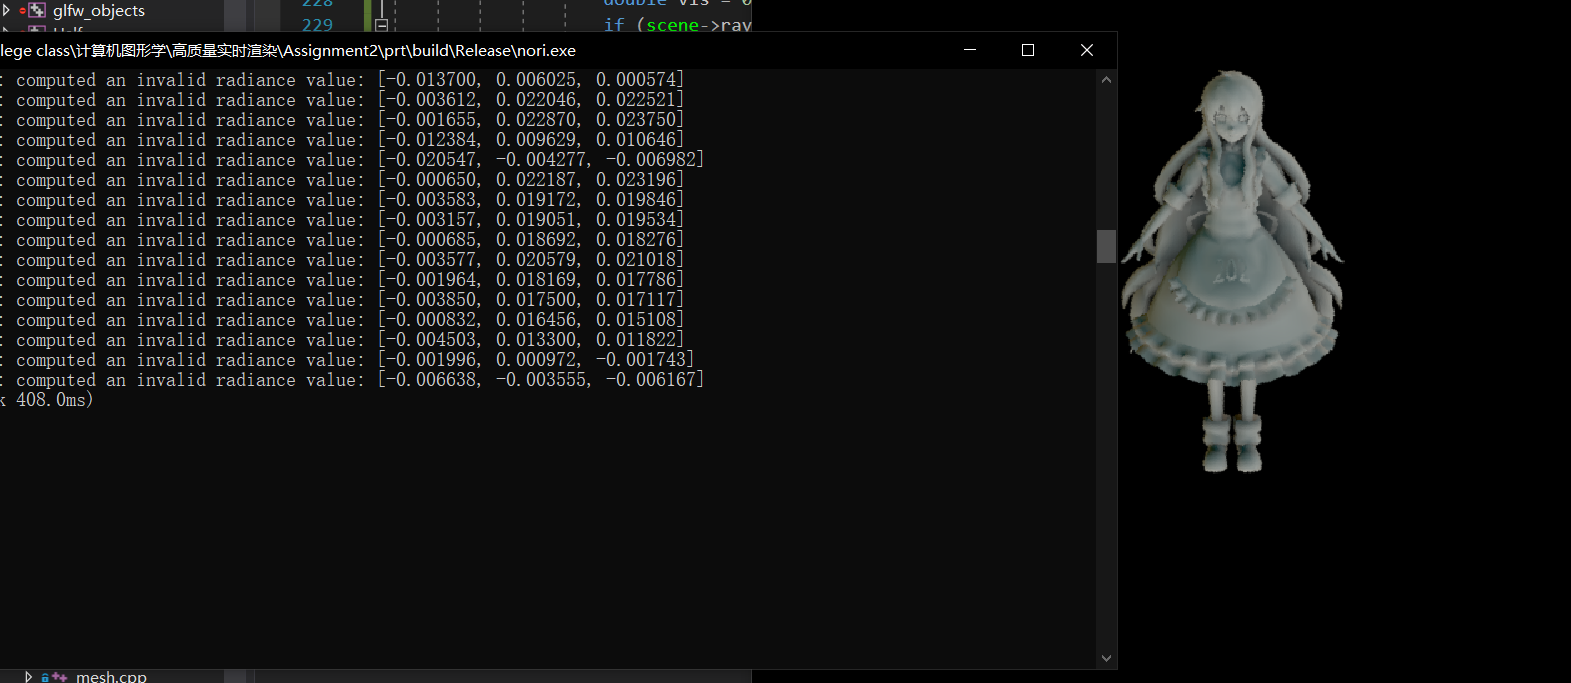 glfw_objects
228
double vis = 0
229
if (scene->ray
lege class\计算机图形学\高质量实时渲染\Assignment2\prt\build\Release\nori.exe
: computed an invalid radiance value: [-0.013700, 0.006025, 0.000574]
: computed an invalid radiance value: [-0.003612, 0.022046, 0.022521]
: computed an invalid radiance value: [-0.001655, 0.022870, 0.023750]
: computed an invalid radiance value: [-0.012384, 0.009629, 0.010646]
: computed an invalid radiance value: [-0.020547, -0.004277, -0.006982]
: computed an invalid radiance value: [-0.000650, 0.022187, 0.023196]
: computed an invalid radiance value: [-0.003583, 0.019172, 0.019846]
: computed an invalid radiance value: [-0.003157, 0.019051, 0.019534]
: computed an invalid radiance value: [-0.000685, 0.018692, 0.018276]
: computed an invalid radiance value: [-0.003577, 0.020579, 0.021018]
: computed an invalid radiance value: [-0.001964, 0.018169, 0.017786]
: computed an invalid radiance value: [-0.003850, 0.017500, 0.017117]
: computed an invalid radiance value: [-0.000832, 0.016456, 0.015108]
: computed an invalid radiance value: [-0.004503, 0.013300, 0.011822]
: computed an invalid radiance value: [-0.001996, 0.000972, -0.001743]
: computed an invalid radiance value: [-0.006638, -0.003555, -0.006167]
k 408.0ms)
mesh.cpp